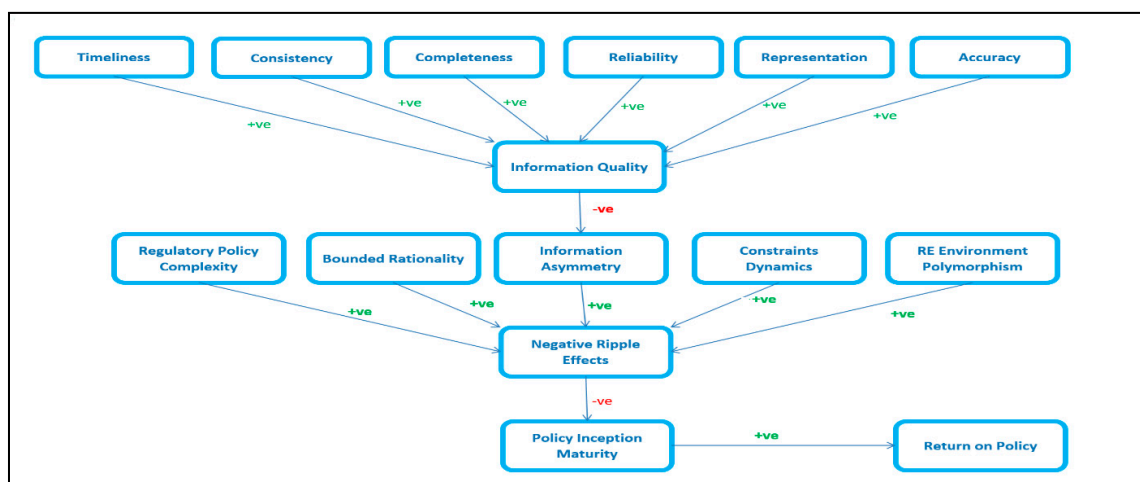 Timeliness
Consistency
Completeness
Reliability
Representation
Accuracy
+ve
+ve
+ve
+ve
+ve
+ve
Information Quality
-ve
Regulatory Policy
Complexity
Bounded Rationality
Information
Asymmetry
Constraints
Dynamics
RE Environment
Polymorphism
+ve
+ve
+ve
+ve
+ve
Negative Ripple
Effects
-ve
Policy Inception
Maturity
+ve
Return on Policy